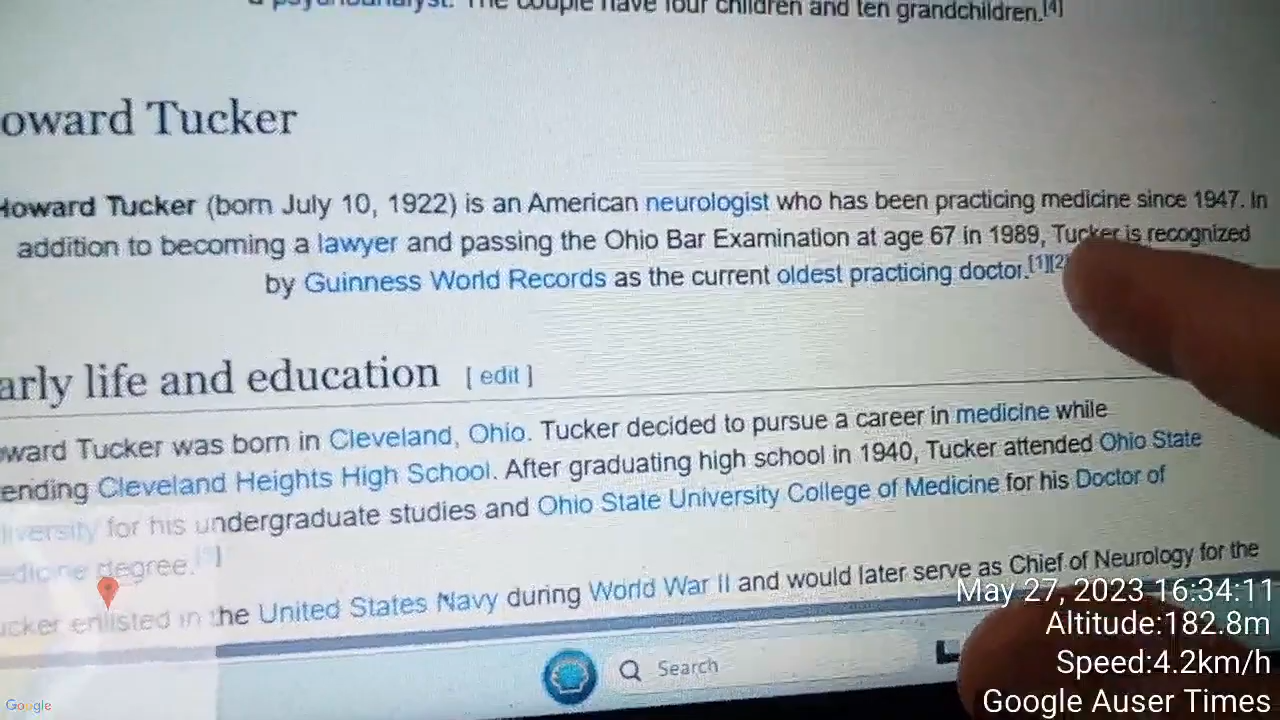 a psychoanalyst. The couple have four children and ten grandchildren.[4]
oward Tucker
Howard Tucker (born July 10, 1922) is an American neurologist who has been practicing medicine since 1947. In
addition to becoming a lawyer and passing the Ohio Bar Examination at age 67 in 1989, Tucker is recognized
by Guinness World Records as the current oldest practicing doctor.[1][2]
arly life and education [ edit ]
oward Tucker was born in Cleveland, Ohio. Tucker decided to pursue a career in medicine while
ending Cleveland Heights High School. After graduating high school in 1940, Tucker attended Ohio State
iversity for his undergraduate studies and Ohio State University College of Medicine for his Doctor of
edicine degree.
ucker enlisted in the United States Navy during World War II and would later serve as Chief of Neurology for the
Search
May 27, 2023 16:34:11
Altitude:182.8m
Speed:4.2km/h
Google Auser Times
Google